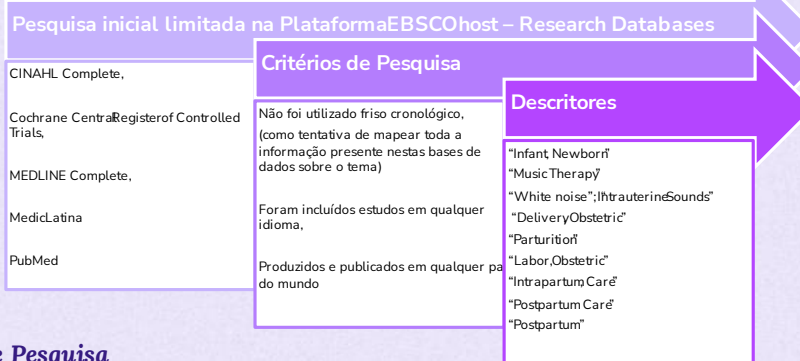 Pesquisa inicial limitada na PlataformaEBSCOhost – Research Databases
CINAHL Complete,
Cochrane CentralRegisterof Controlled
Trials,
MEDLINE Complete,
MedicLatina
PubMed
Critérios de Pesquisa
Não foi utilizado friso cronológico,
(como tentativa de mapear toda a
informação presente nestas bases de
dados sobre o tema)
Foram incluídos estudos em qualquer
idioma,
Produzidos e publicados em qualquer pa
do mundo
Descritores
“Infant, Newborn”
“MusicTherapy”
“White noise”;“IntrauterineSounds”
“Delivery,Obstetric”
“Parturition”
“Labor,Obstetric”
“Intrapartum Care”
“Postpartum Care”
“Postpartum”
Pesquisa